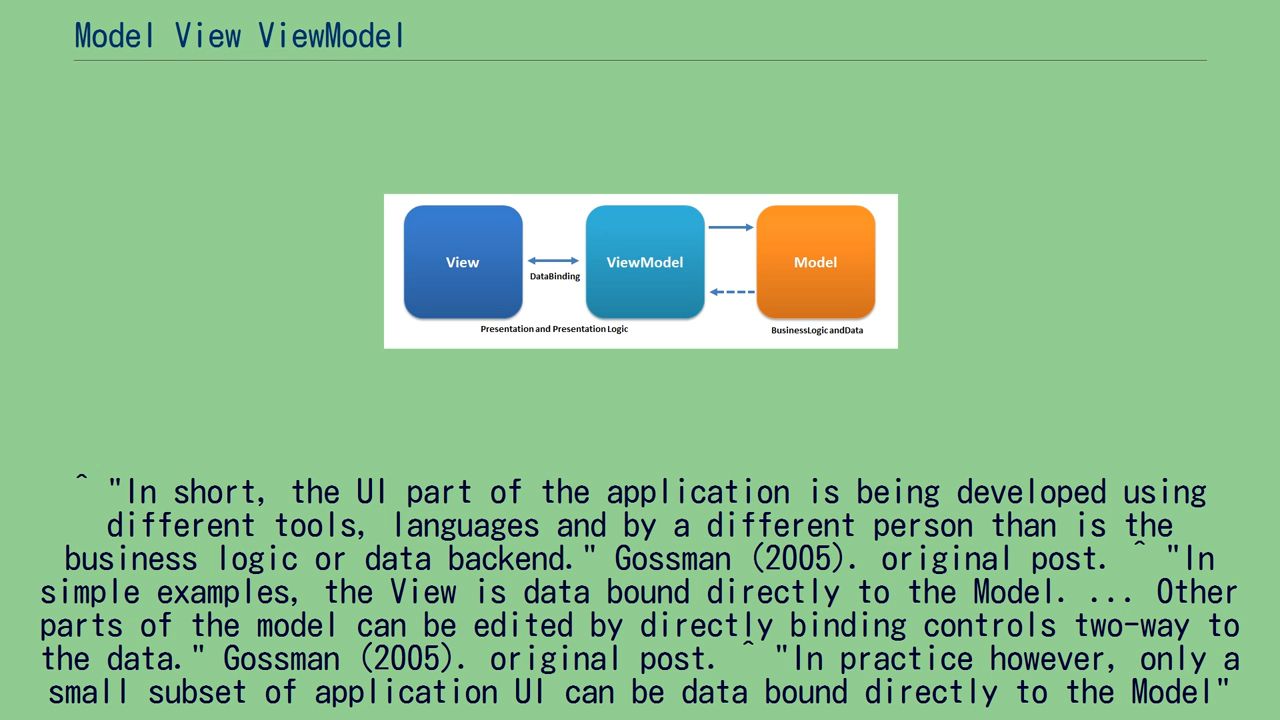 Model View ViewModel
View
DataBinding
ViewModel
Model
Presentation and Presentation Logic
BusinessLogicandData
^ "In short, the UI part of the application is being developed using
different tools, languages and by a different person than is the
business logic or data backend." Gossman (2005). original post. ^ "In
simple examples, the View is data bound directly to the Model. ... Other
parts of the model can be edited by directly binding controls two-way to
the data." Gossman (2005). original post. ^ "In practice however, only a
small subset of application UI can be data bound directly to the Model"